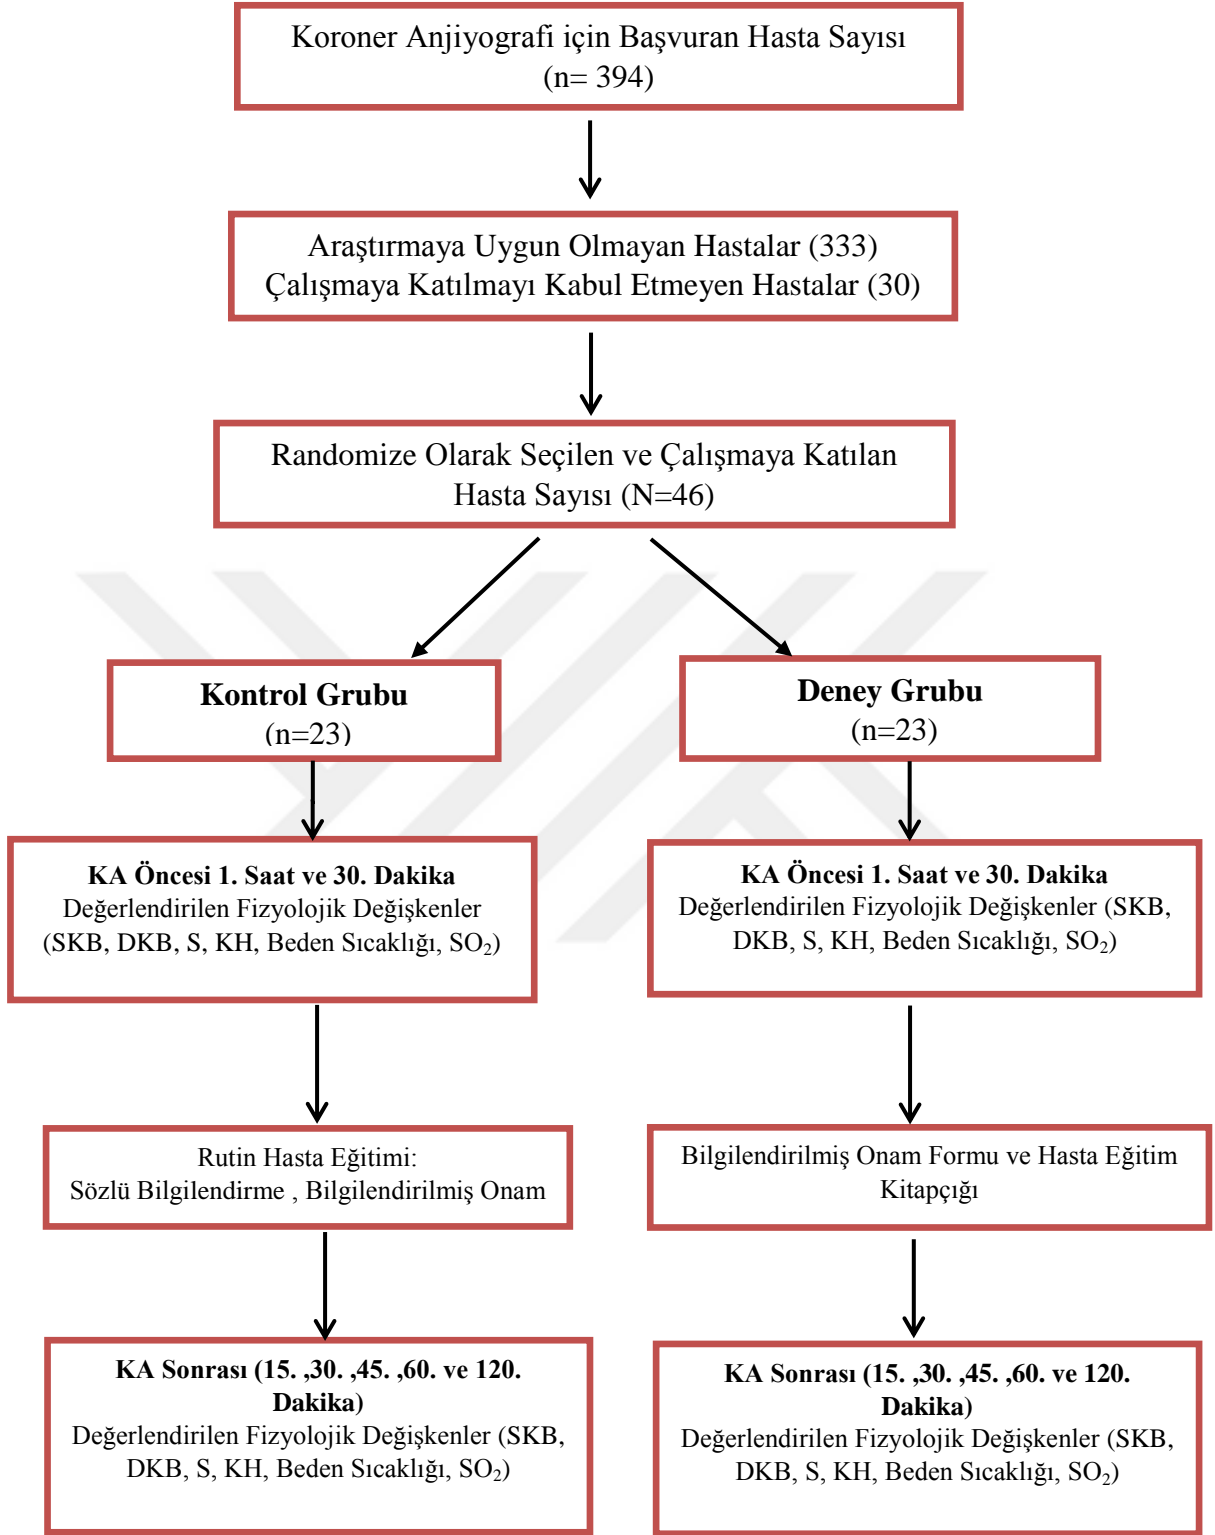 Koroner Anjiyografi için Başvuran Hasta Sayısı
(n= 394)
Araştırmaya Uygun Olmayan Hastalar (333)
Çalışmaya Katılmayı Kabul Etmeyen Hastalar (30)
Randomize Olarak Seçilen ve Çalışmaya Katılan
Hasta Sayısı (N=46)
Kontrol Grubu
(n=23)
Deney Grubu
(n=23)
KA Öncesi 1. Saat ve 30. Dakika
Değerlendirilen Fizyolojik Değişkenler
(SKB, DKB, S, KH, Beden Sıcaklığı, SO₂)
KA Öncesi 1. Saat ve 30. Dakika
Değerlendirilen Fizyolojik Değişkenler (SKB,
DKB, S, KH, Beden Sıcaklığı, SO₂)
Rutin Hasta Eğitimi:
Sözlü Bilgilendirme , Bilgilendirilmiş Onam
Bilgilendirilmiş Onam Formu ve Hasta Eğitim
Kitapçığı
KA Sonrası (15. ,30. ,45. ,60. ve 120.
Dakika)
Değerlendirilen Fizyolojik Değişkenler (SKB,
DKB, S, KH, Beden Sıcaklığı, SO₂)
KA Sonrası (15. ,30. ,45. ,60. ve 120.
Dakika)
Değerlendirilen Fizyolojik Değişkenler (SKB,
DKB, S, KH, Beden Sıcaklığı, SO₂)